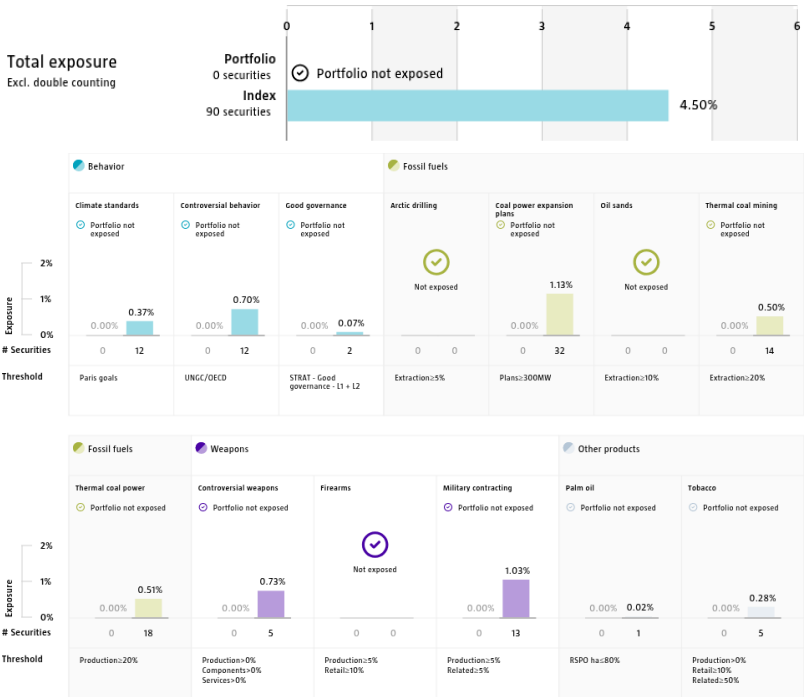 0 1 2 3 4 5 6
Total exposure
Excl. double counting
Portfolio
0 securities
Portfolio not exposed
Index
90 securities
4.50%
Behavior
Fossil fuels
Climate standards
Controversial behavior
Good governance
Arctic drilling
Coal power expansion
plans
Oil sands
Thermal coal mining
Portfolio not
exposed
Portfolio not
exposed
Portfolio not
exposed
Not exposed
Portfolio not
exposed
Not exposed
Portfolio not
exposed
Exposure
2%
1%
0%
0.00% 0.37%
0.00% 0.70%
0.00% 0.07%
0.00% 1.13%
0.00% 0.50%
# Securities 0 12 0 12 0 2 0 0 0 32 0 0 0 14
Threshold
Paris goals
UNGC/OECD
STRAT - Good
governance - L1 + L2
Extraction≥5%
Plans≥300MW
Extraction≥10%
Extraction≥20%
Fossil fuels
Weapons
Other products
Thermal coal power
Controversial weapons
Firearms
Military contracting
Palm oil
Tobacco
Portfolio not exposed
Portfolio not exposed
Not exposed
Portfolio not exposed
Portfolio not exposed
Portfolio not exposed
Exposure
2%
1%
0%
0.00% 0.51%
0.00% 0.73%
0.00% 1.03%
0.00% 0.02%
0.00% 0.28%
# Securities 0 18 0 5 0 0 0 13 0 1 0 5
Threshold
Production≥20%
Production>0%
Components>0%
Services>0%
Production≥5%
Retail≥10%
Production≥5%
Related≥5%
RSPO ha≤80%
Production>0%
Retail≥10%
Related≥50%